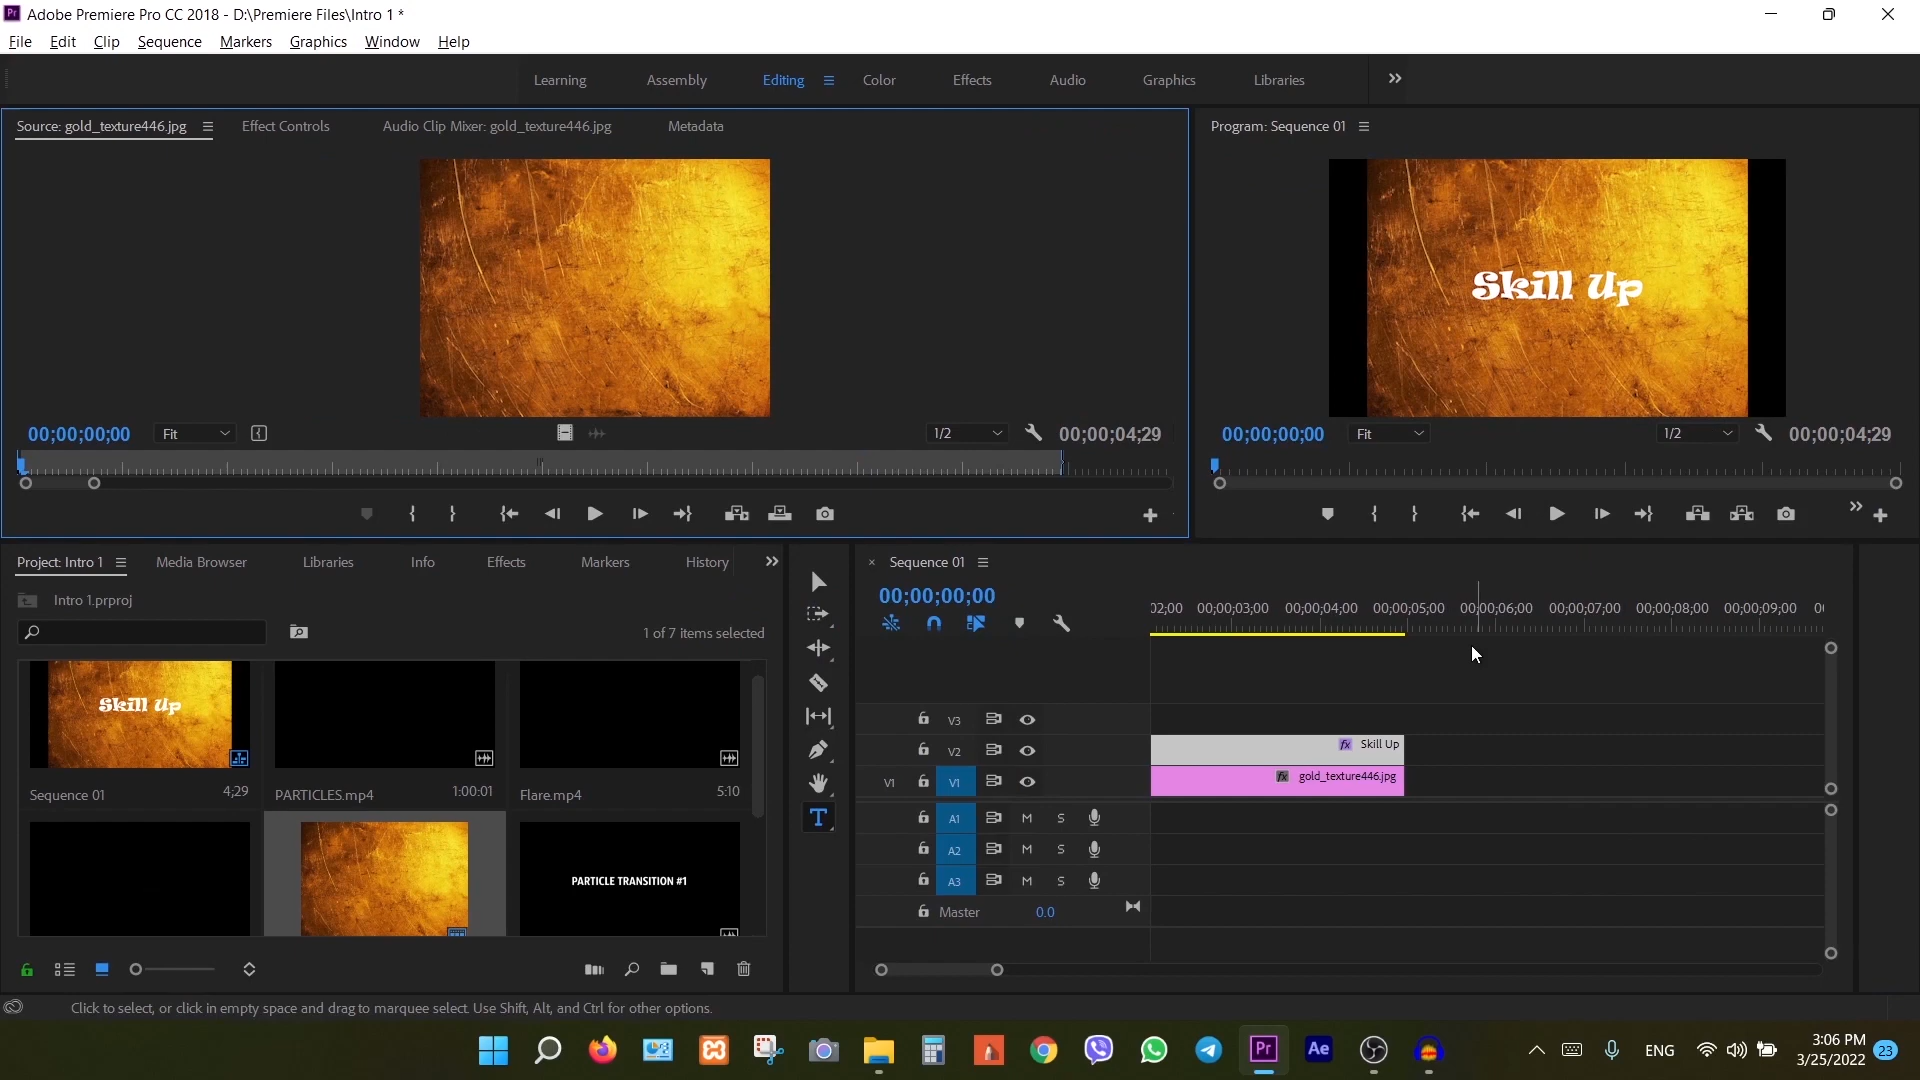 Adobe Premiere Pro CC 2018 - D:\Premiere Files\Intro 1 *
File Edit Clip Sequence Markers Graphics Window Help
Learning Assembly Editing Color Effects Audio Graphics Libraries
Source: gold_texture446.jpg Effect Controls Audio Clip Mixer: gold_texture446.jpg Metadata
Program: Sequence 01
Skill Up
00;00;00;00 Fit 1/2 00;00;04;29
00;00;00;00 Fit 1/2 00;00;04;29
Project: Intro 1 Media Browser Libraries Info Effects Markers History
Intro 1.prproj
1 of 7 items selected
Skill Up
Sequence 01 4;29
PARTICLES.mp4 1:00:01
Flare.mp4 5:10
PARTICLE TRANSITION #1
Sequence 01
00;00;00;00
02;00 00;00;03;00 00;00;04;00 00;00;05;00 00;00;06;00 00;00;07;00 00;00;08;00 00;00;09;00
V3
V2 Skill Up
V1 V1 gold_texture446.jpg
A1 M S
A2 M S
A3 M S
Master 0.0
Click to select, or click in empty space and drag to marquee select. Use Shift, Alt, and Ctrl for other options.
Pr Ae
ENG
3:06 PM
3/25/2022
23